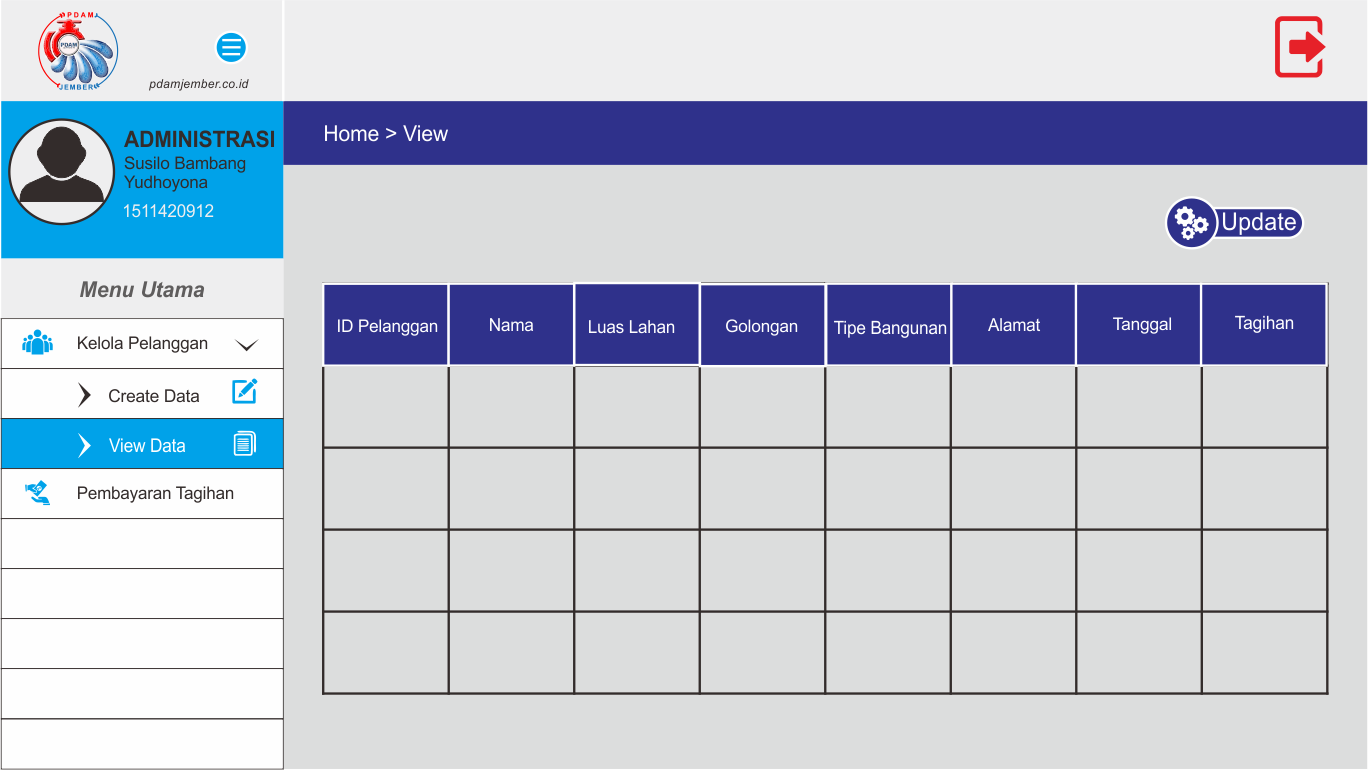 PDAM
PDAM
JEMBER
pdamjember.co.id
ADMINISTRASI
Susilo Bambang
Yudhoyona
1511420912
Menu Utama
Kelola Pelanggan
Create Data
View Data
Pembayaran Tagihan
Home > View
Update
ID Pelanggan
Nama
Luas Lahan
Golongan
Tipe Bangunan
Alamat
Tanggal
Tagihan